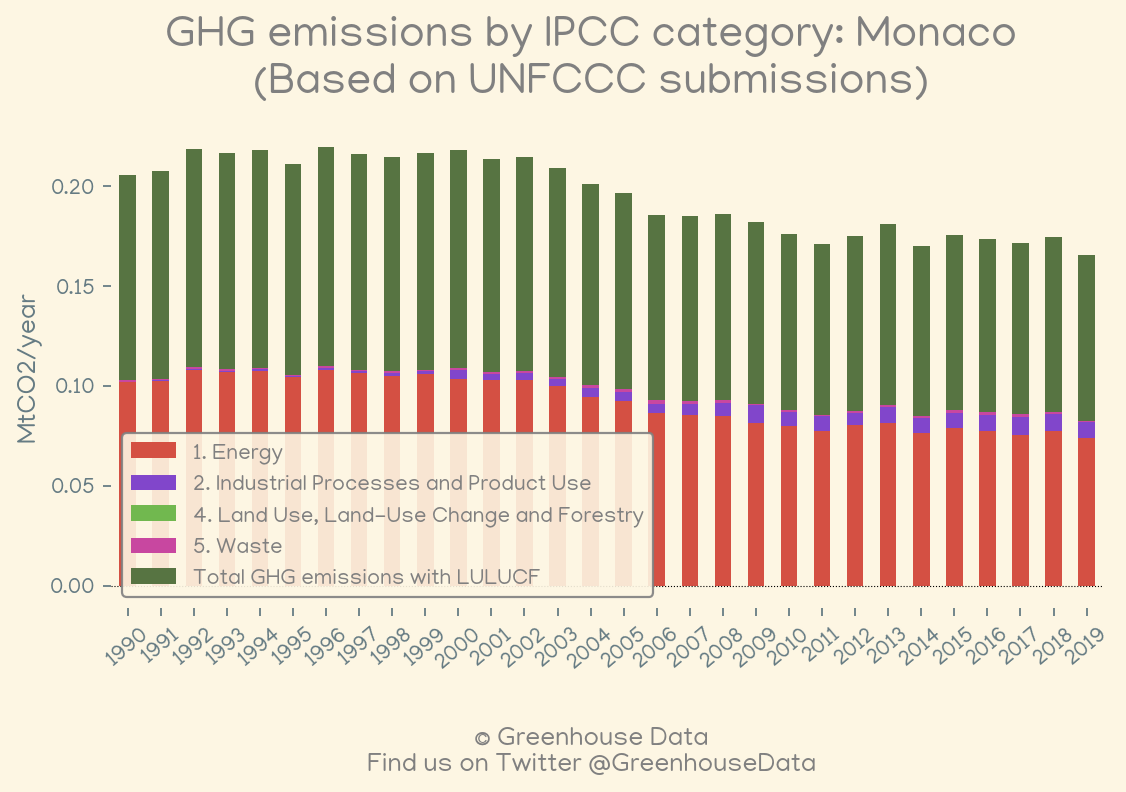 GHG emissions by IPCC category: Monaco
(Based on UNFCCC submissions)
MtCO2/year
0.20
0.15
0.10
0.05
0.00
1. Energy
2. Industrial Processes and Product Use
4. Land Use, Land-Use Change and Forestry
5. Waste
Total GHG emissions with LULUCF
1990 1991 1992 1993 1994 1995 1996 1997 1998 1999 2000 2001 2002 2003 2004 2005 2006 2007 2008 2009 2010 2011 2012 2013 2014 2015 2016 2017 2018 2019
© Greenhouse Data
Find us on Twitter @GreenhouseData